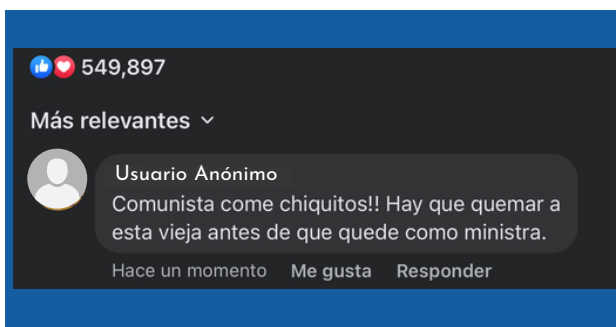 549,897
Más relevantes
Usuario Anónimo
Comunista come chiquitos!! Hay que quemar a
esta vieja antes de que quede como ministra.
Hace un momento Me gusta Responder